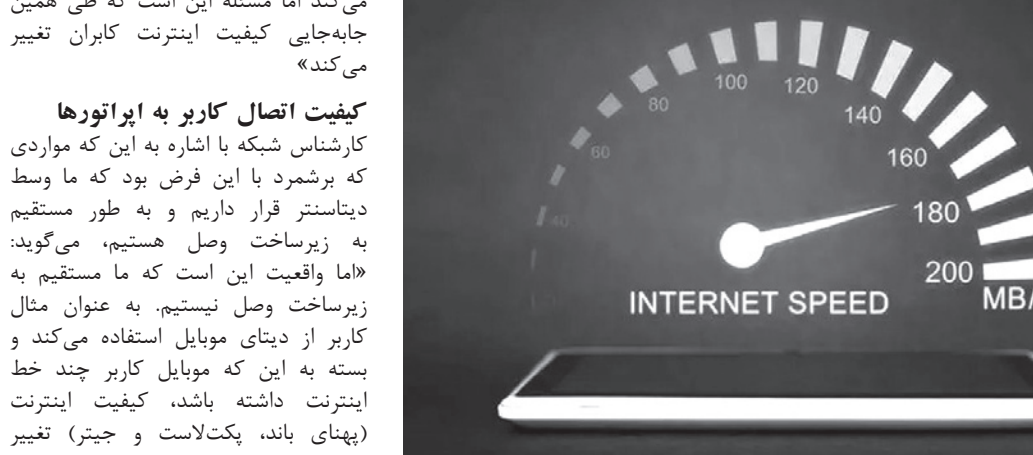 می‌کند اما مسئله این است که طی همین
جابه‌جایی کیفیت اینترنت کابران تغییر
می‌کند»
کیفیت اتصال کاربر به اپراتورها
کارشناس شبکه با اشاره به این که مواردی
که برشمرد با این فرض بود که ما وسط
دیتاسنتر قرار داریم و به طور مستقیم
به زیرساخت وصل هستیم، می‌گوید:
«اما واقعیت این است که ما مستقیم به
زیرساخت وصل نیستیم. به عنوان مثال
کاربر از دیتای موبایل استفاده می‌کند و
بسته به این که موبایل کاربر چند خط
اینترنت داشته باشد، کیفیت اینترنت
(پهنای باند، پکت‌لاست و جیتر) تغییر
40
60
80
100
120
140
160
180
200
MB/
INTERNET SPEED